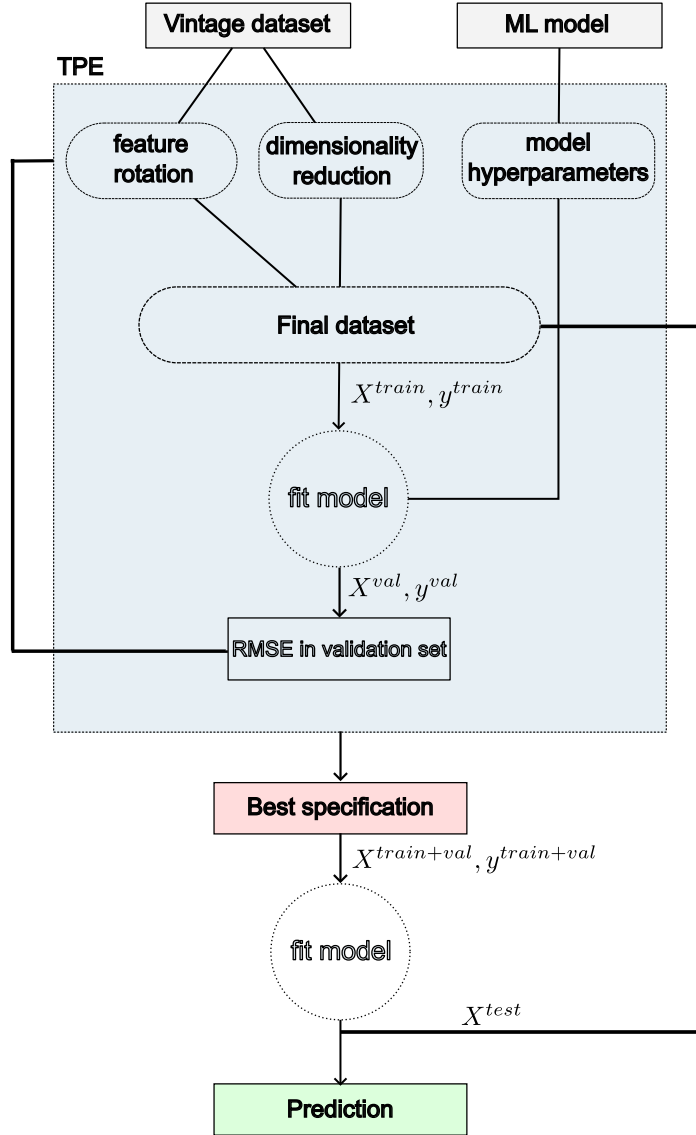 Vintage dataset
ML model
TPE
feature
rotation
dimensionality
reduction
model
hyperparameters
Final dataset
X^{train}, y^{train}
fit model
X^{val}, y^{val}
RMSE in validation set
Best specification
X^{train+val}, y^{train+val}
fit model
X^{test}
Prediction